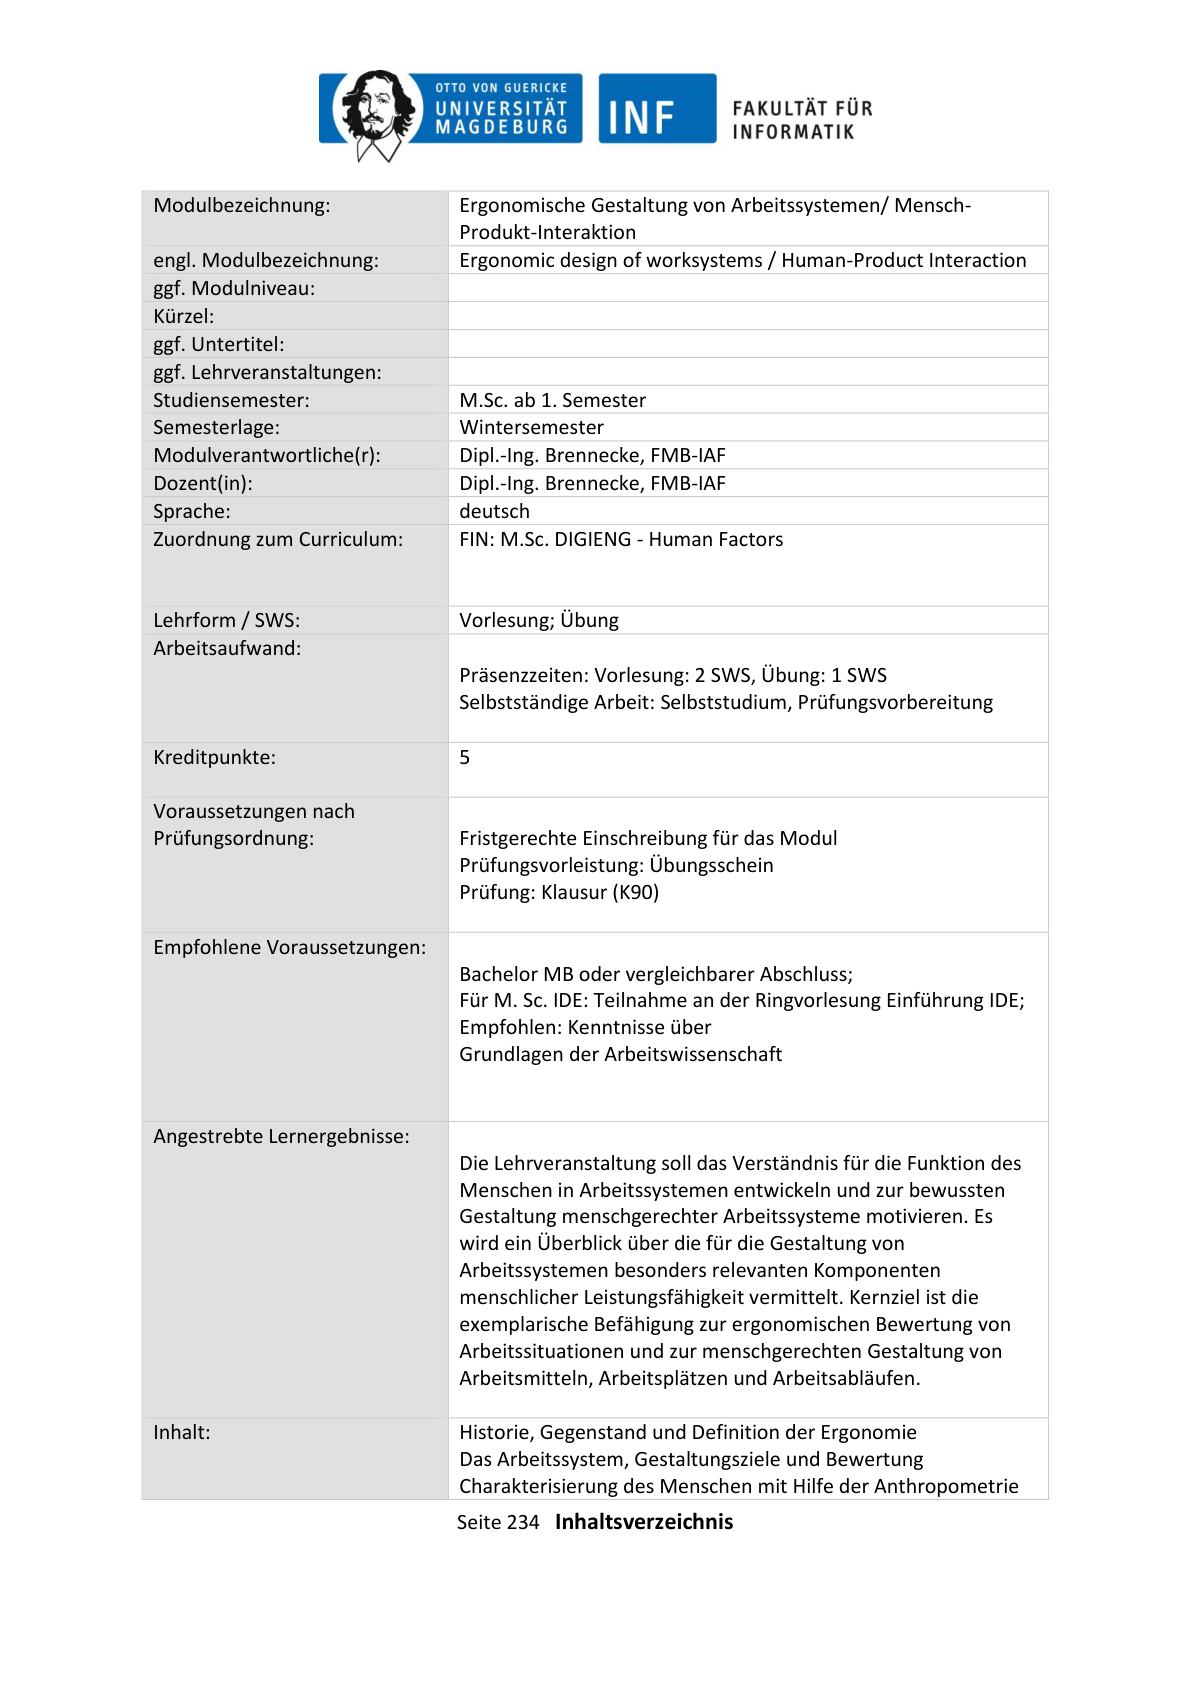 OTTO VON GUERICKE
UNIVERSITÄT
MAGDEBURG
INF
FAKULTÄT FÜR
INFORMATIK
Modulbezeichnung:
Ergonomische Gestaltung von Arbeitssystemen/ Mensch-
Produkt-Interaktion
engl. Modulbezeichnung:
Ergonomic design of worksystems / Human-Product Interaction
ggf. Modulniveau:
Kürzel:
ggf. Untertitel:
ggf. Lehrveranstaltungen:
Studiensemester:
M.Sc. ab 1. Semester
Semesterlage:
Wintersemester
Modulverantwortliche(r):
Dipl.-Ing. Brennecke, FMB-IAF
Dozent(in):
Dipl.-Ing. Brennecke, FMB-IAF
Sprache:
deutsch
Zuordnung zum Curriculum:
FIN: M.Sc. DIGIENG - Human Factors
Lehrform / SWS:
Vorlesung; Übung
Arbeitsaufwand:
Präsenzzeiten: Vorlesung: 2 SWS, Übung: 1 SWS
Selbstständige Arbeit: Selbststudium, Prüfungsvorbereitung
Kreditpunkte:
5
Voraussetzungen nach
Prüfungsordnung:
Fristgerechte Einschreibung für das Modul
Prüfungsvorleistung: Übungsschein
Prüfung: Klausur (K90)
Empfohlene Voraussetzungen:
Bachelor MB oder vergleichbarer Abschluss;
Für M. Sc. IDE: Teilnahme an der Ringvorlesung Einführung IDE;
Empfohlen: Kenntnisse über
Grundlagen der Arbeitswissenschaft
Angestrebte Lernergebnisse:
Die Lehrveranstaltung soll das Verständnis für die Funktion des
Menschen in Arbeitssystemen entwickeln und zur bewussten
Gestaltung menschgerechter Arbeitssysteme motivieren. Es
wird ein Überblick über die für die Gestaltung von
Arbeitssystemen besonders relevanten Komponenten
menschlicher Leistungsfähigkeit vermittelt. Kernziel ist die
exemplarische Befähigung zur ergonomischen Bewertung von
Arbeitssituationen und zur menschgerechten Gestaltung von
Arbeitsmitteln, Arbeitsplätzen und Arbeitsabläufen.
Inhalt:
Historie, Gegenstand und Definition der Ergonomie
Das Arbeitssystem, Gestaltungsziele und Bewertung
Charakterisierung des Menschen mit Hilfe der Anthropometrie
Seite 234 Inhaltsverzeichnis